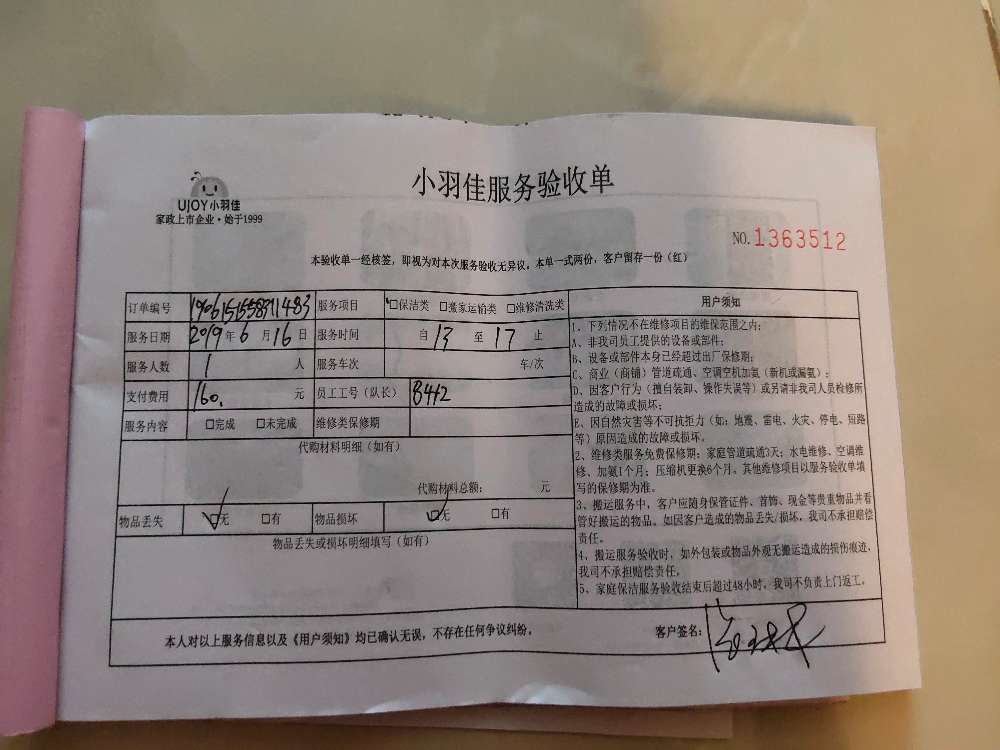 小羽佳服务验收单
UJOY小羽佳
家政上市企业·始于1999
NO.1363512
本验收单一经核签，即视为对本次服务验收无异议。本单一式两份，客户留存一份（红）
订单编号 服务项目 □保洁类 □搬家运输类 □维修清洗类
服务日期 2019年6月16日 服务时间 自13至17止
服务人数 1 人 服务车次 车/次
支付费用 160. 元 员工工号（队长） B442
服务内容 □完成 □未完成 维修类保修期
代购材料明细（如有）
代购材料总额： 元
物品丢失 □无 □有 物品损坏 □无 □有
物品丢失或损坏明细填写（如有）
用户须知
1、下列情况不在维修项目的维保范围之内：
A、非我司员工提供的设备或部件；
B、设备或部件本身已经超过出厂保修期；
C、商业（商铺）管道疏通、空调空机加氨（新机或漏氨）；
D、因客户行为（擅自装卸、操作失误等）或另请非我司人员检修所
造成的故障或损坏；
E、因自然灾害等不可抗拒力（如：地震、雷电、火灾、停电、短路
等）原因造成的故障或损坏。
2、维修类服务免费保修期：家庭管道疏通3天；水电维修、空调维
修、加氨1个月；压缩机更换6个月。其他维修项目以服务验收单填
写的保修期为准。
3、搬运服务中，客户应随身保管证件、首饰、现金等贵重物品并看
管好搬运的物品。如因客户造成的物品丢失/损坏，我司不承担赔偿
责任。
4、搬运服务验收时，如外包装或物品外观无搬运造成的损伤痕迹，
我司不承担赔偿责任。
5、家庭保洁服务验收结束后超过48小时，我司不负责上门返工。
本人对以上服务信息以及《用户须知》均已确认无误，不存在任何争议纠纷。
客户签名：